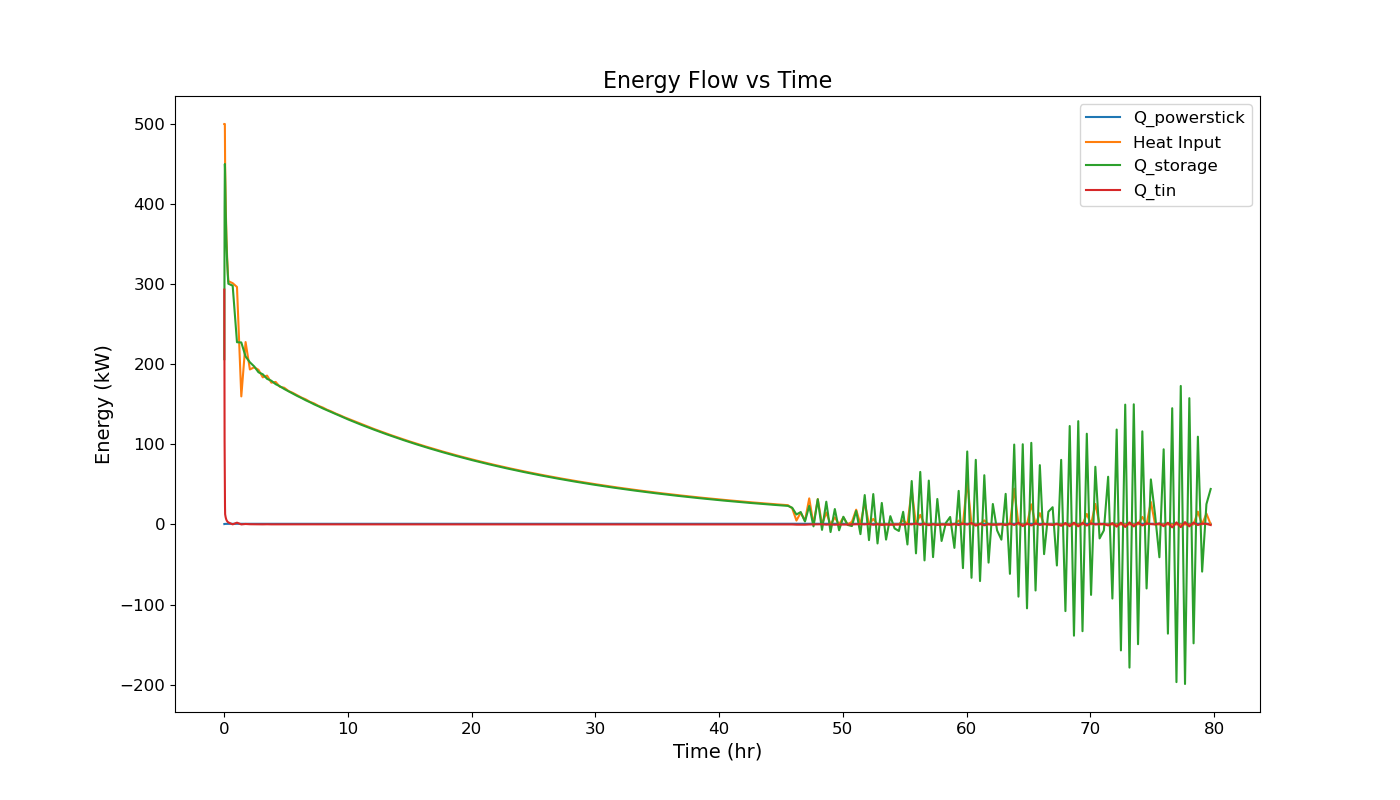 Energy Flow vs Time
Energy (kW)
500
400
300
200
100
0
−100
−200
0 10 20 30 40 50 60 70 80
Time (hr)
Q_powerstick
Heat Input
Q_storage
Q_tin